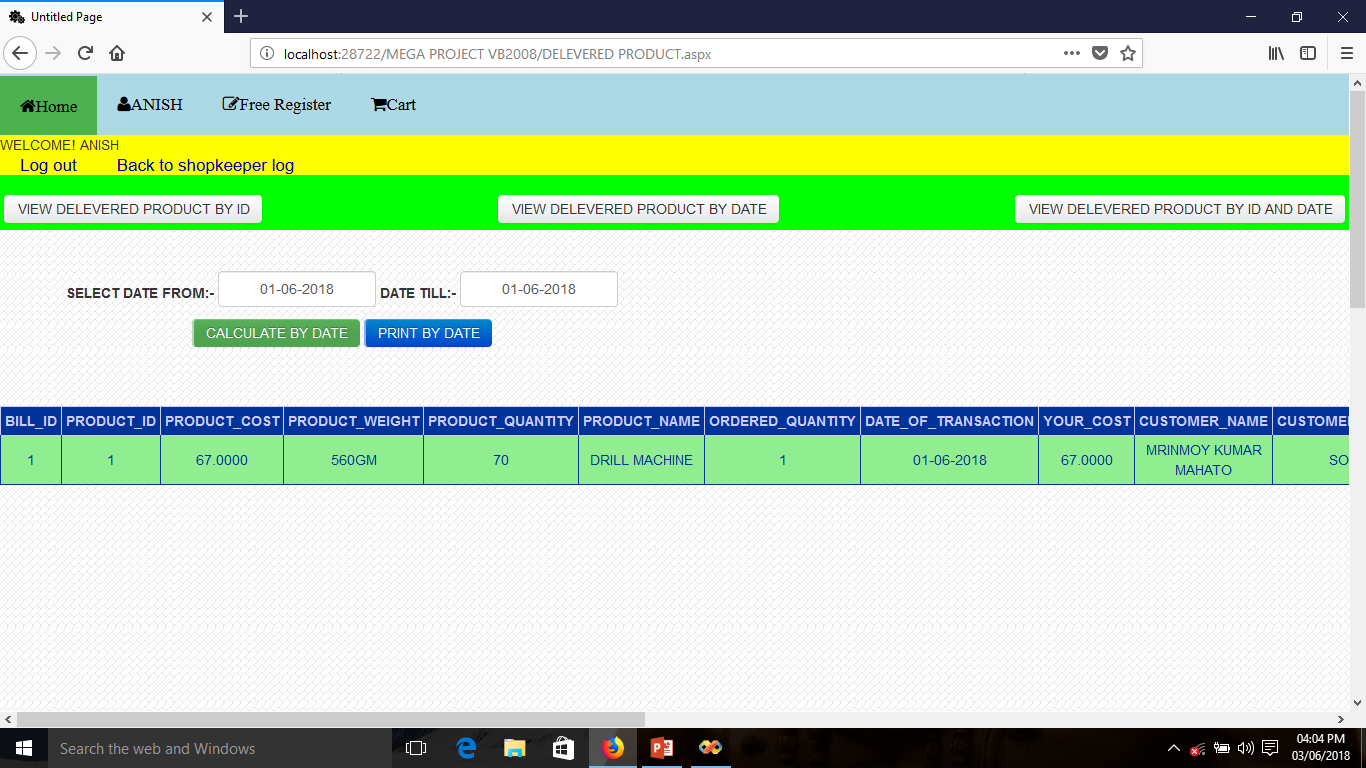 Untitled Page
localhost:28722/MEGA PROJECT VB2008/DELEVERED PRODUCT.aspx
Home ANISH Free Register Cart
WELCOME! ANISH
Log out Back to shopkeeper log
VIEW DELEVERED PRODUCT BY ID VIEW DELEVERED PRODUCT BY DATE VIEW DELEVERED PRODUCT BY ID AND DATE
SELECT DATE FROM:- 01-06-2018 DATE TILL:- 01-06-2018
CALCULATE BY DATE PRINT BY DATE
BILL_ID PRODUCT_ID PRODUCT_COST PRODUCT_WEIGHT PRODUCT_QUANTITY PRODUCT_NAME ORDERED_QUANTITY DATE_OF_TRANSACTION YOUR_COST CUSTOMER_NAME CUSTOME
1 1 67.0000 560GM 70 DRILL MACHINE 1 01-06-2018 67.0000 MRINMOY KUMAR MAHATO SO
Search the web and Windows
04:04 PM
03/06/2018